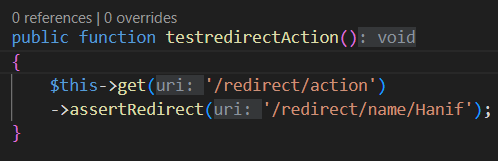 0 references | 0 overrides
public function testredirectAction(): void
{
$this->get(uri: '/redirect/action')
->assertRedirect(uri: '/redirect/name/Hanif');
}